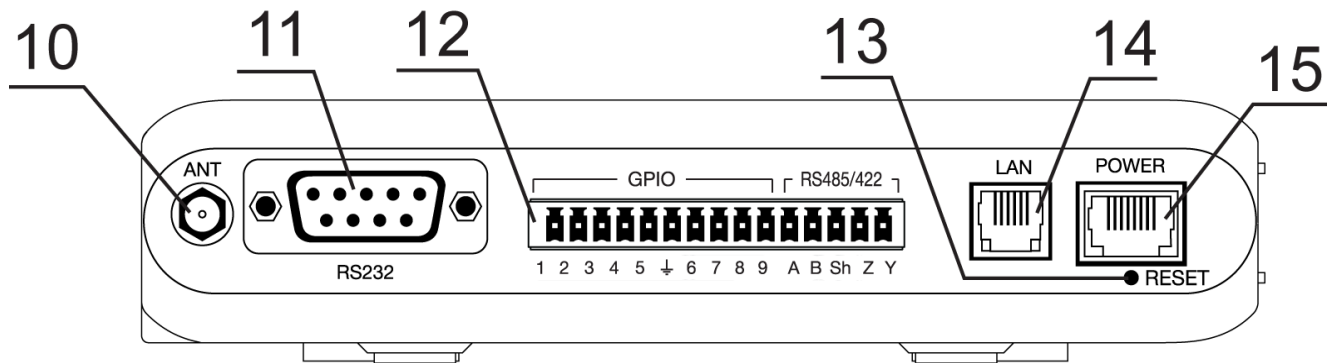 10 11 12 13 14 15
ANT GPIO RS485/422 LAN POWER
RS232 1 2 3 4 5 ⏚ 6 7 8 9 A B Sh Z Y RESET